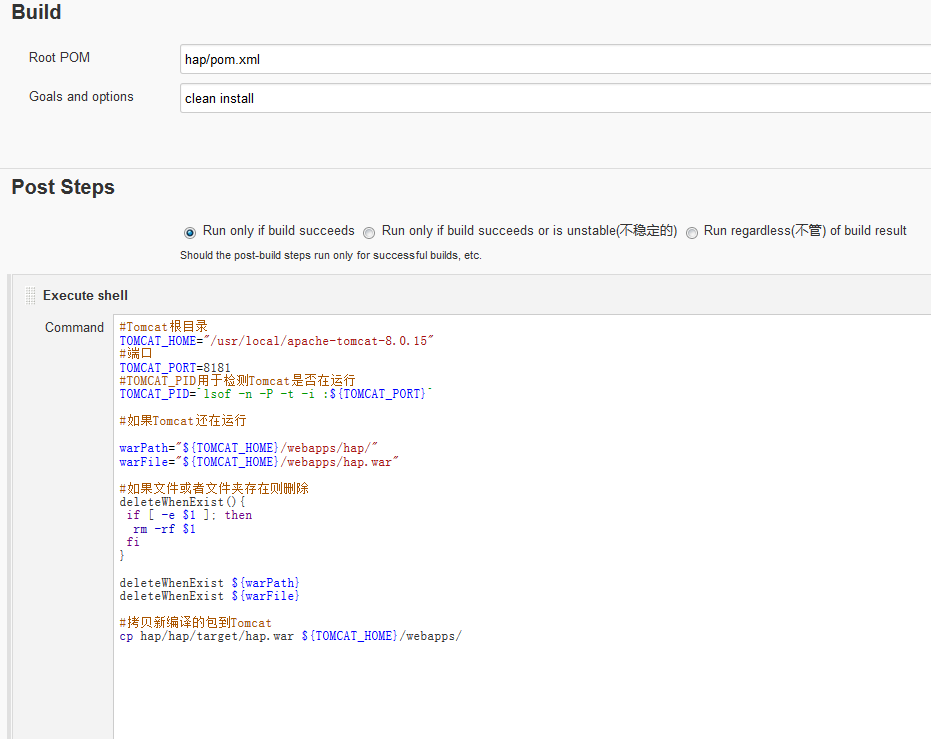 Build
Root POM
hap/pom.xml
Goals and options
clean install
Post Steps
Run only if build succeeds Run only if build succeeds or is unstable(不稳定的) Run regardless(不管) of build result
Should the post-build steps run only for successful builds, etc.
Execute shell
Command
#Tomcat根目录
TOMCAT_HOME="/usr/local/apache-tomcat-8.0.15"
#端口
TOMCAT_PORT=8181
#TOMCAT_PID用于检测Tomcat是否在运行
TOMCAT_PID=`lsof -n -P -t -i :${TOMCAT_PORT}`
#如果Tomcat还在运行
warPath="${TOMCAT_HOME}/webapps/hap/"
warFile="${TOMCAT_HOME}/webapps/hap.war"
#如果文件或者文件夹存在则删除
deleteWhenExist(){
if [ -e $1 ]; then
rm -rf $1
fi
}
deleteWhenExist ${warPath}
deleteWhenExist ${warFile}
#拷贝新编译的包到Tomcat
cp hap/hap/target/hap.war ${TOMCAT_HOME}/webapps/